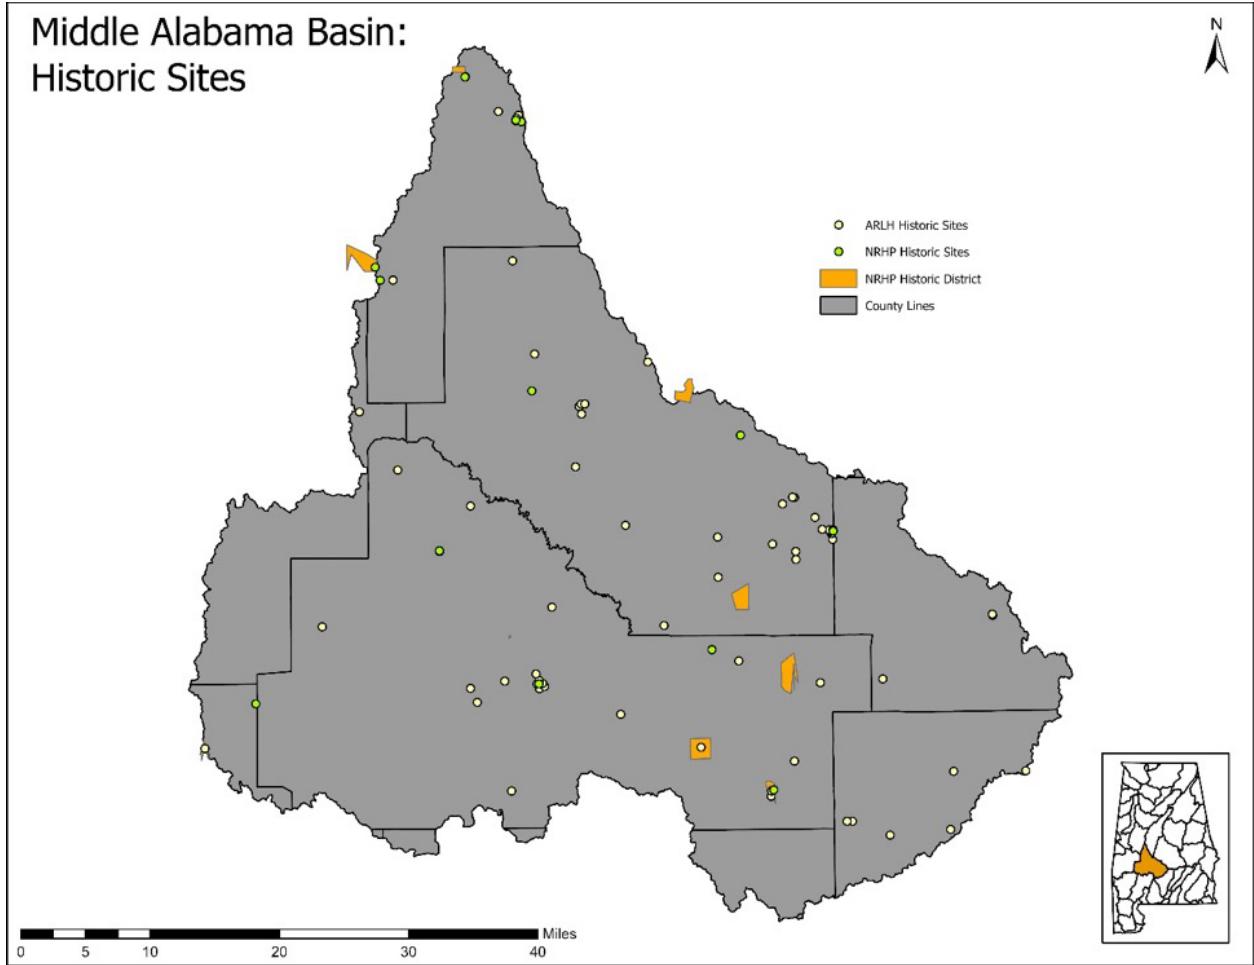 Middle Alabama Basin:
Historic Sites
N
ARLH Historic Sites
NRHP Historic Sites
NRHP Historic District
County Lines
Miles
0 5 10 20 30 40